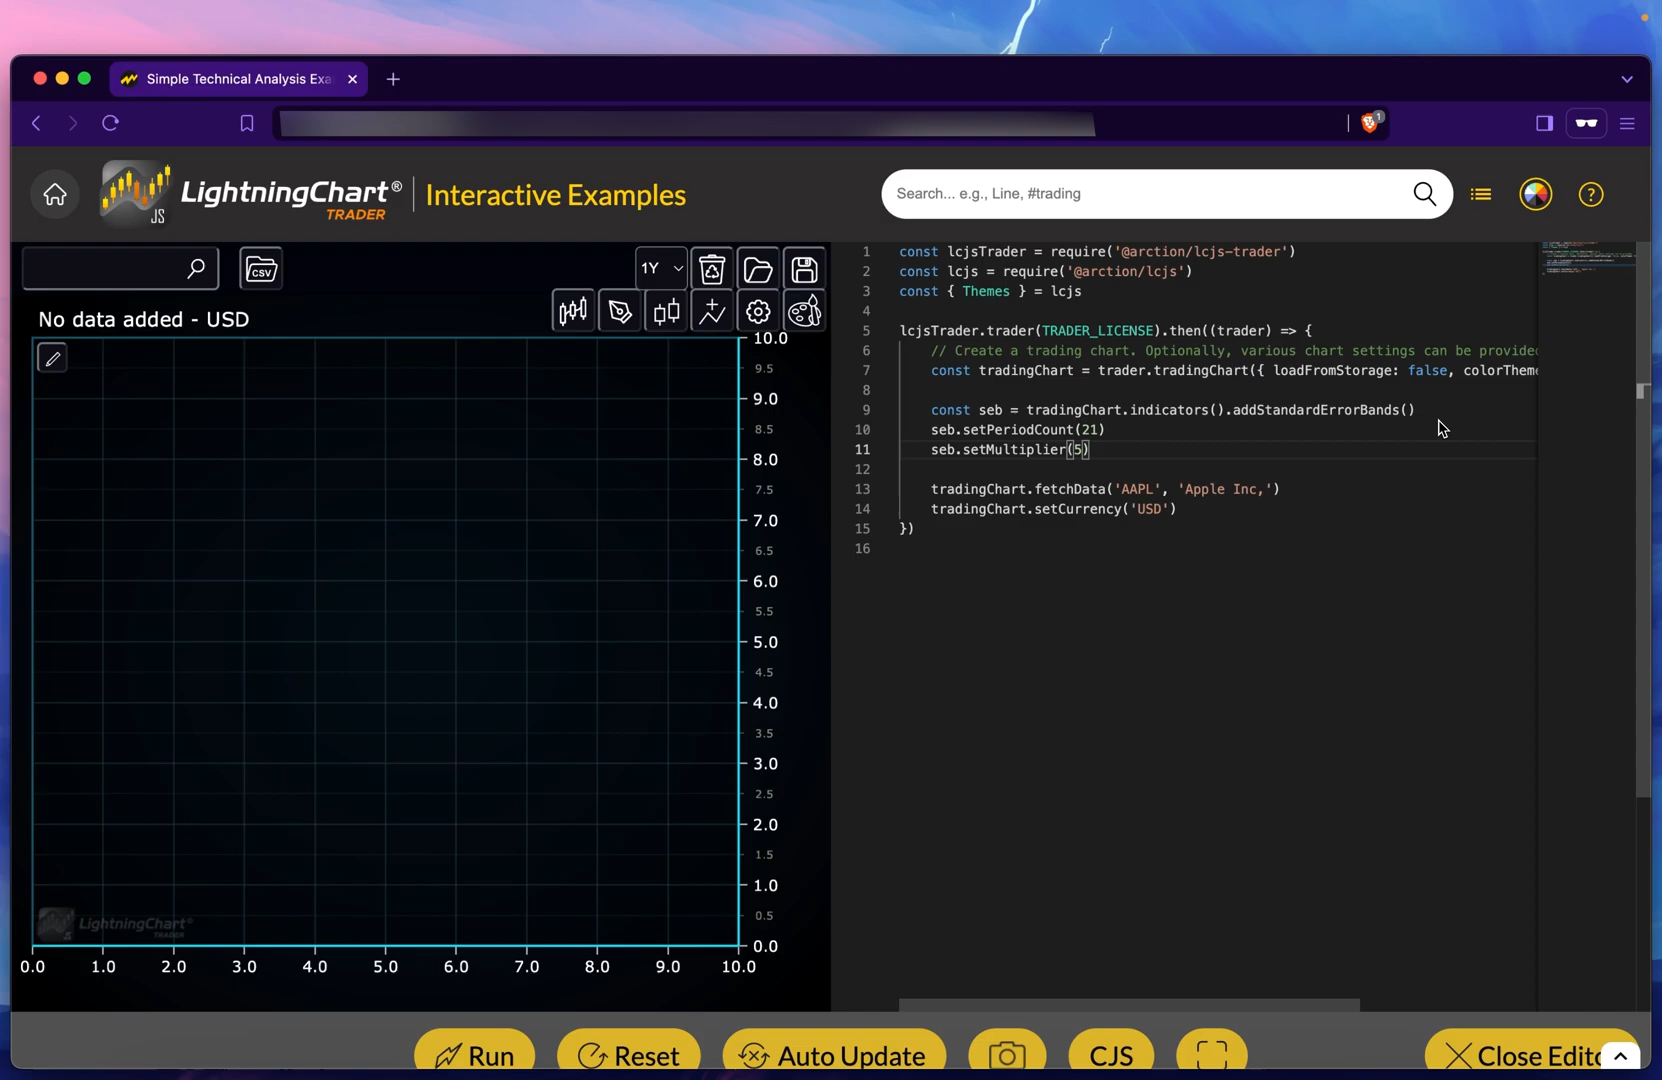 Simple Technical Analysis Exa
1
LightningChart®
TRADER
JS
Interactive Examples
Search... e.g., Line, #trading
?
CSV
1Y
No data added - USD
10.0
9.5
9.0
8.5
8.0
7.5
7.0
6.5
6.0
5.5
5.0
4.5
4.0
3.5
3.0
2.5
2.0
1.5
1.0
0.5
0.0
LightningChart®
TRADER
JS
0.0 1.0 2.0 3.0 4.0 5.0 6.0 7.0 8.0 9.0 10.0
1 const lcjsTrader = require('@arction/lcjs-trader')
2 const lcjs = require('@arction/lcjs')
3 const { Themes } = lcjs
4
5 lcjsTrader.trader(TRADER_LICENSE).then((trader) => {
6 // Create a trading chart. Optionally, various chart settings can be provided
7 const tradingChart = trader.tradingChart({ loadFromStorage: false, colorTheme
8
9 const seb = tradingChart.indicators().addStandardErrorBands()
10 seb.setPeriodCount(21)
11 seb.setMultiplier(5)
12
13 tradingChart.fetchData('AAPL', 'Apple Inc,')
14 tradingChart.setCurrency('USD')
15 })
16
Run
Reset
Auto Update
CJS
Close Edito